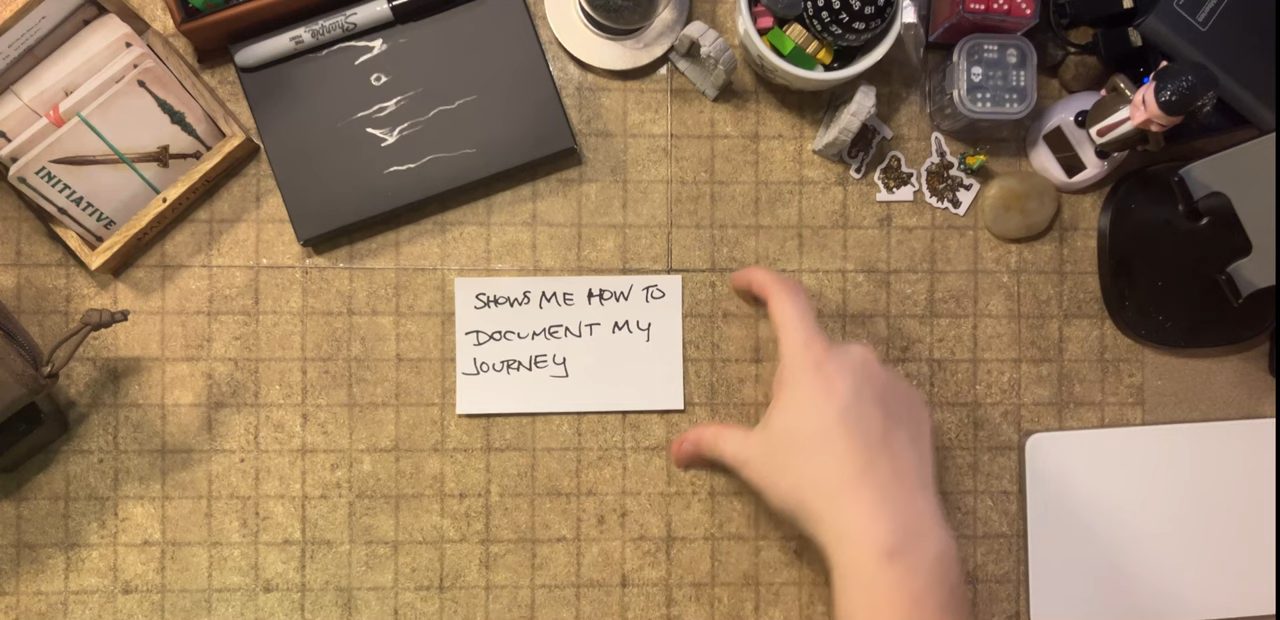 Sharpie
INITIATIVE
SHOWS ME HOW TO
DOCUMENT MY
JOURNEY